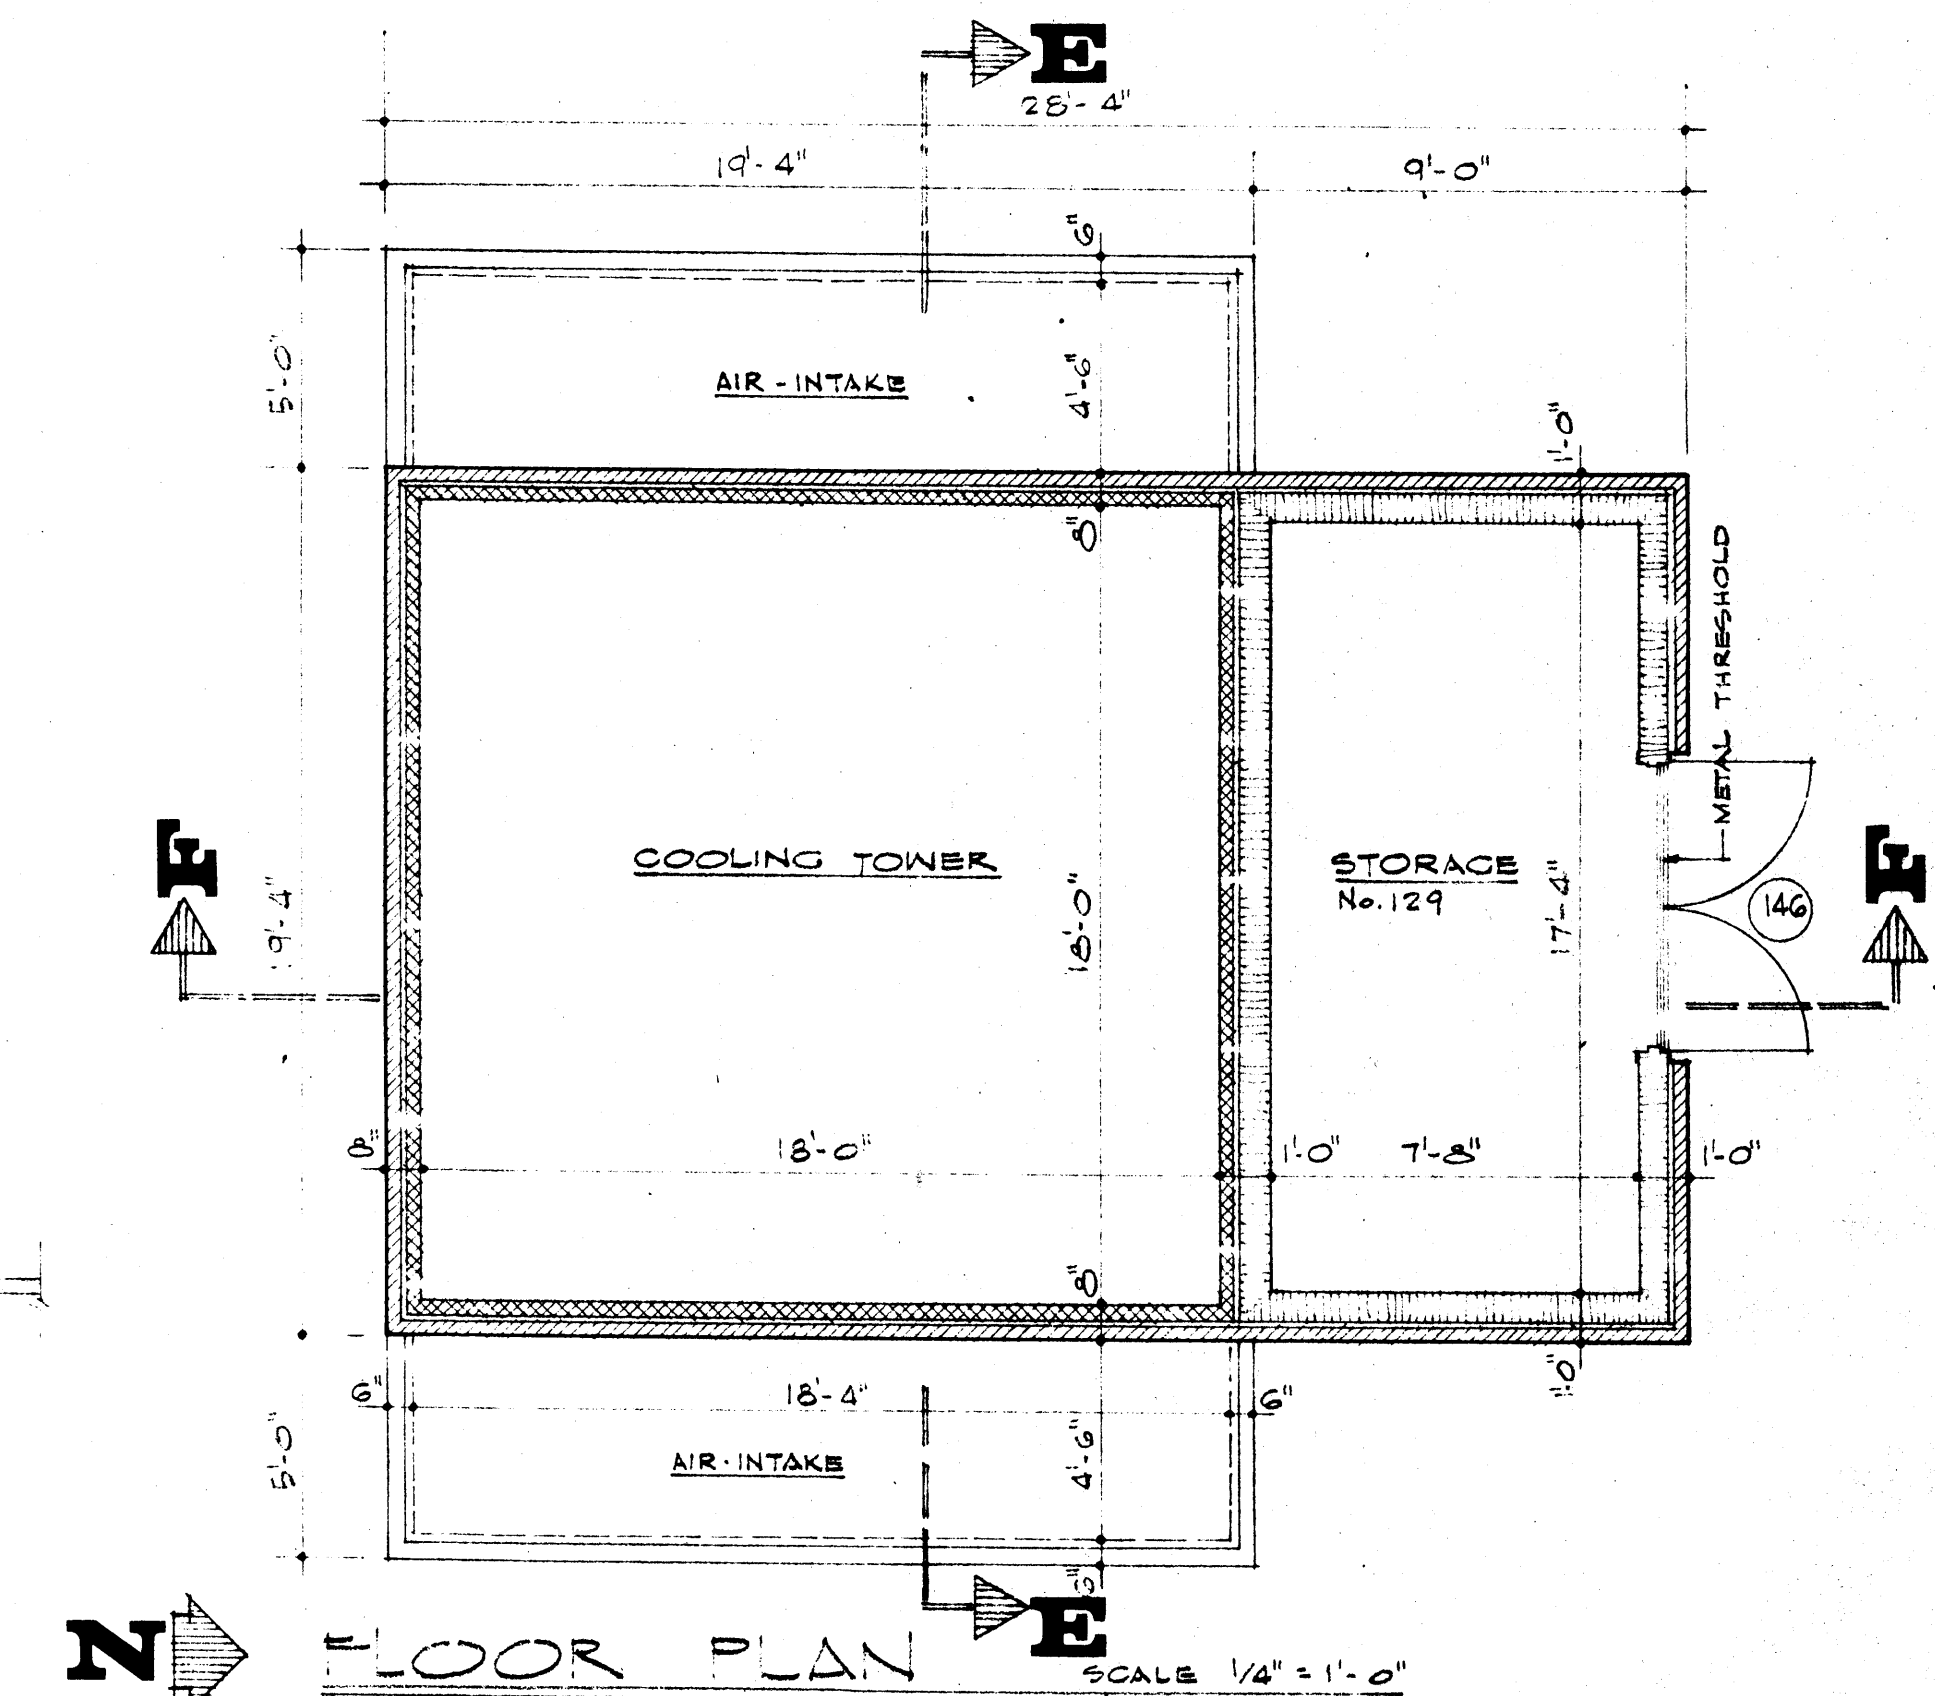 E
28'-4"
19'-4"
9'-0"
6"
5'-0"
AIR-INTAKE
4'-6"
1'-0"
8"
METAL THRESHOLD
F
19'-4"
COOLING TOWER
18'-0"
STORAGE
No. 129
17'-4"
146
F
8"
18'-0"
1'-0"
7'-8"
1'-0"
8"
6"
18'-4"
6"
1'-0"
5'-0"
AIR-INTAKE
4'-6"
6"
E
N
FLOOR PLAN
SCALE 1/4" = 1'-0"